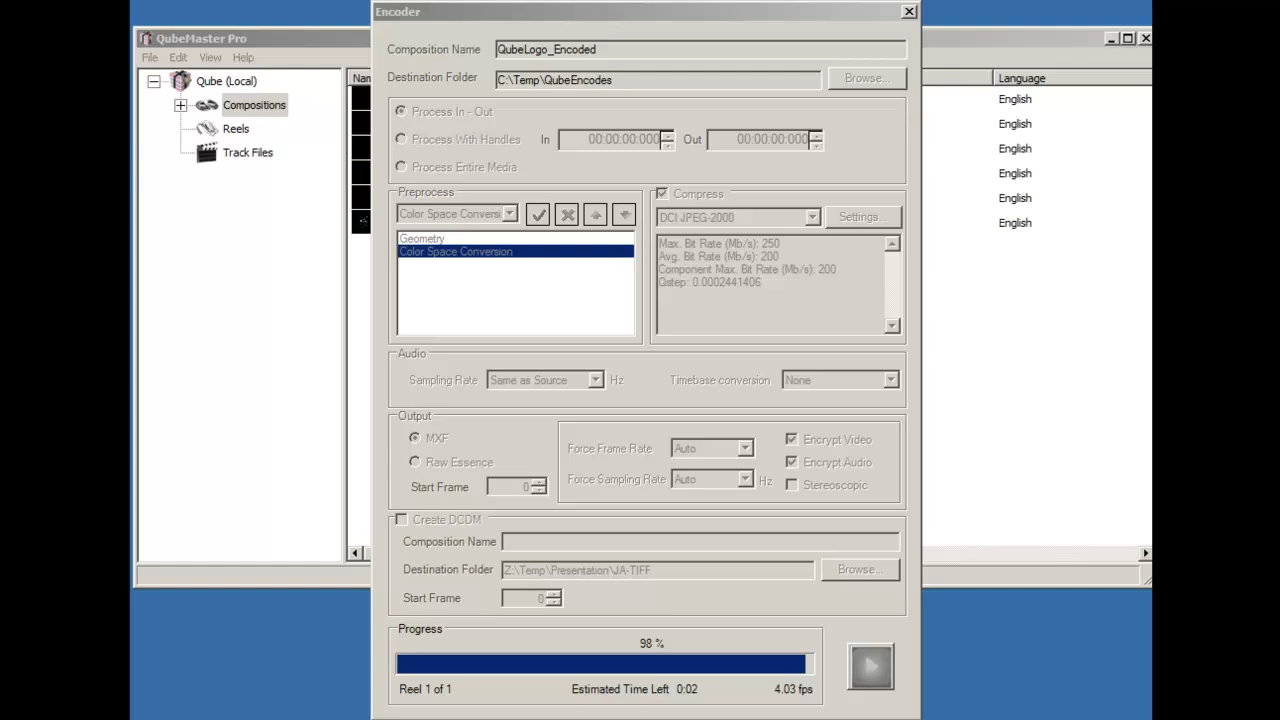 Encoder
QubeMaster Pro
File Edit View Help
Qube (Local)
Compositions
Reels
Track Files
Language
English
English
English
English
English
English
Composition Name QubeLogo_Encoded
Destination Folder C:\Temp\QubeEncodes Browse...
Process In - Out
Process With Handles In 00:00:00:000 Out 00:00:00:000
Process Entire Media
Preprocess
Color Space Conversi
Geometry
Color Space Conversion
Compress
DCI JPEG-2000 Settings...
Max. Bit Rate (Mb/s): 250
Avg. Bit Rate (Mb/s): 200
Component Max. Bit Rate (Mb/s): 200
Qstep: 0.0002441406
Audio
Sampling Rate Same as Source Hz Timebase conversion None
Output
MXF
Raw Essence
Start Frame 0
Force Frame Rate Auto
Force Sampling Rate Auto Hz
Encrypt Video
Encrypt Audio
Stereoscopic
Create DCDM
Composition Name
Destination Folder Z:\Temp\Presentation\JA-TIFF Browse...
Start Frame 0
Progress
98 %
Reel 1 of 1 Estimated Time Left 0:02 4.03 fps